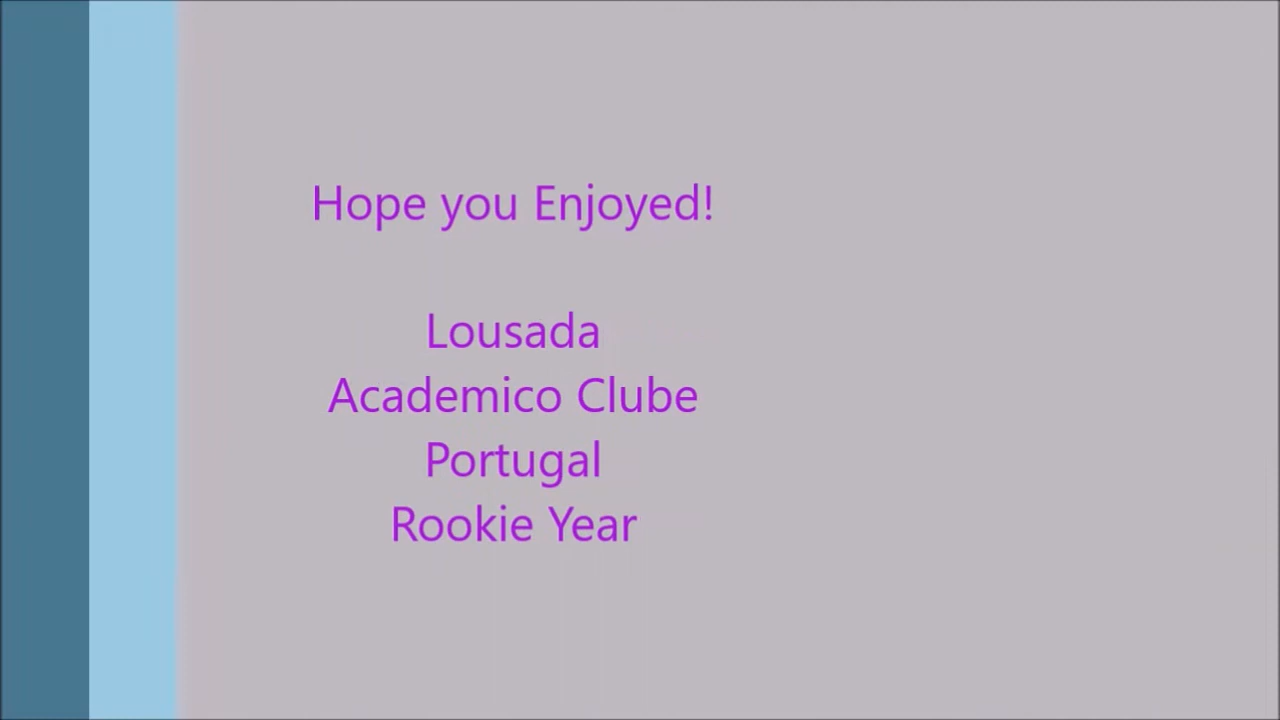 Hope you Enjoyed!
Lousada
Academico Clube
Portugal
Rookie Year